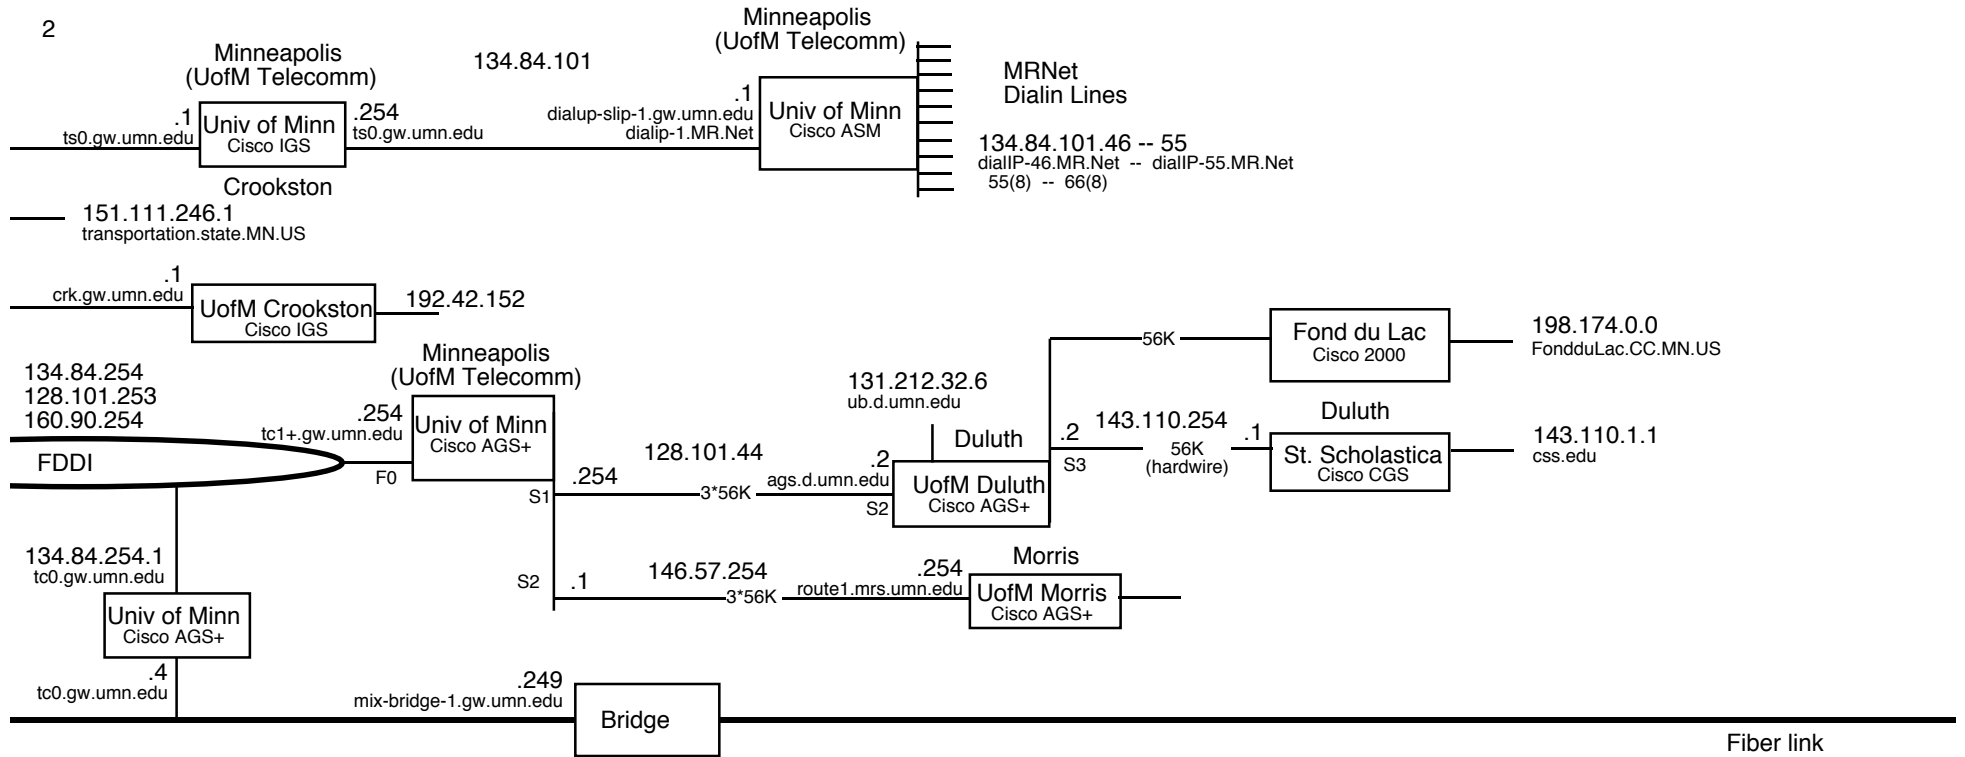 2
Minneapolis
(UofM Telecomm)
134.84.101
Minneapolis
(UofM Telecomm)
.1
ts0.gw.umn.edu
Univ of Minn
Cisco IGS
.254
ts0.gw.umn.edu
.1
dialup-slip-1.gw.umn.edu
dialip-1.MR.Net
Univ of Minn
Cisco ASM
MRNet
Dialin Lines
134.84.101.46 -- 55
dialIP-46.MR.Net -- dialIP-55.MR.Net
55(8) -- 66(8)
Crookston
151.111.246.1
transportation.state.MN.US
.1
crk.gw.umn.edu
UofM Crookston
Cisco IGS
192.42.152
134.84.254
128.101.253
160.90.254
FDDI
Minneapolis
(UofM Telecomm)
.254
tc1+.gw.umn.edu
F0
Univ of Minn
Cisco AGS+
S1
.254
128.101.44
3*56K
131.212.32.6
ub.d.umn.edu
Duluth
.2
ags.d.umn.edu
S2
UofM Duluth
Cisco AGS+
56K
Fond du Lac
Cisco 2000
198.174.0.0
FondduLac.CC.MN.US
.2
S3
143.110.254
56K
(hardwire)
.1
Duluth
St. Scholastica
Cisco CGS
143.110.1.1
css.edu
134.84.254.1
tc0.gw.umn.edu
Univ of Minn
Cisco AGS+
.4
tc0.gw.umn.edu
S2
.1
146.57.254
3*56K
.254
route1.mrs.umn.edu
Morris
UofM Morris
Cisco AGS+
.249
mix-bridge-1.gw.umn.edu
Bridge
Fiber link